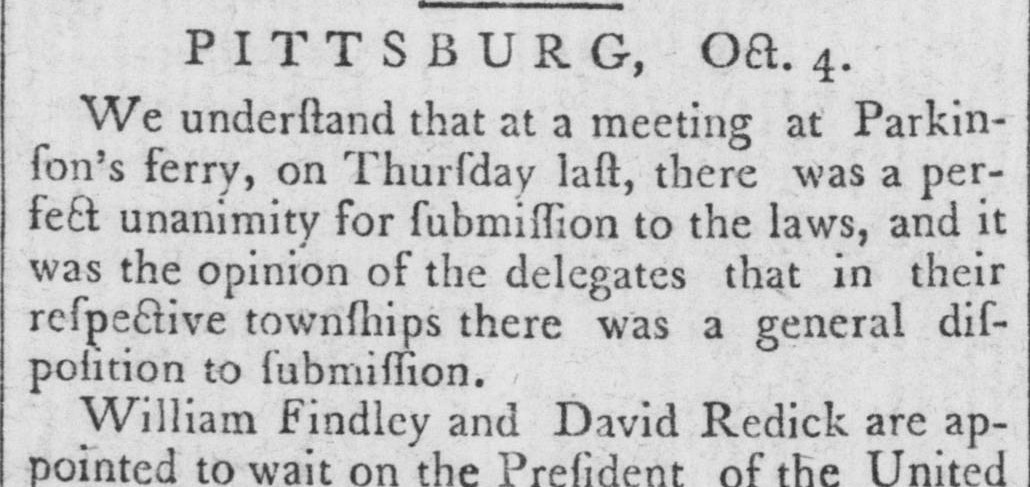 PITTSBURG, Oct. 4.
We underſtand that at a meeting at Parkin-
ſon's ferry, on Thurſday laſt, there was a per-
fect unanimity for ſubmiſſion to the laws, and it
was the opinion of the delegates that in their
reſpective townſhips there was a general diſ-
poſition to ſubmiſſion.
William Findley and David Redick are ap-
pointed to wait on the Preſident of the United